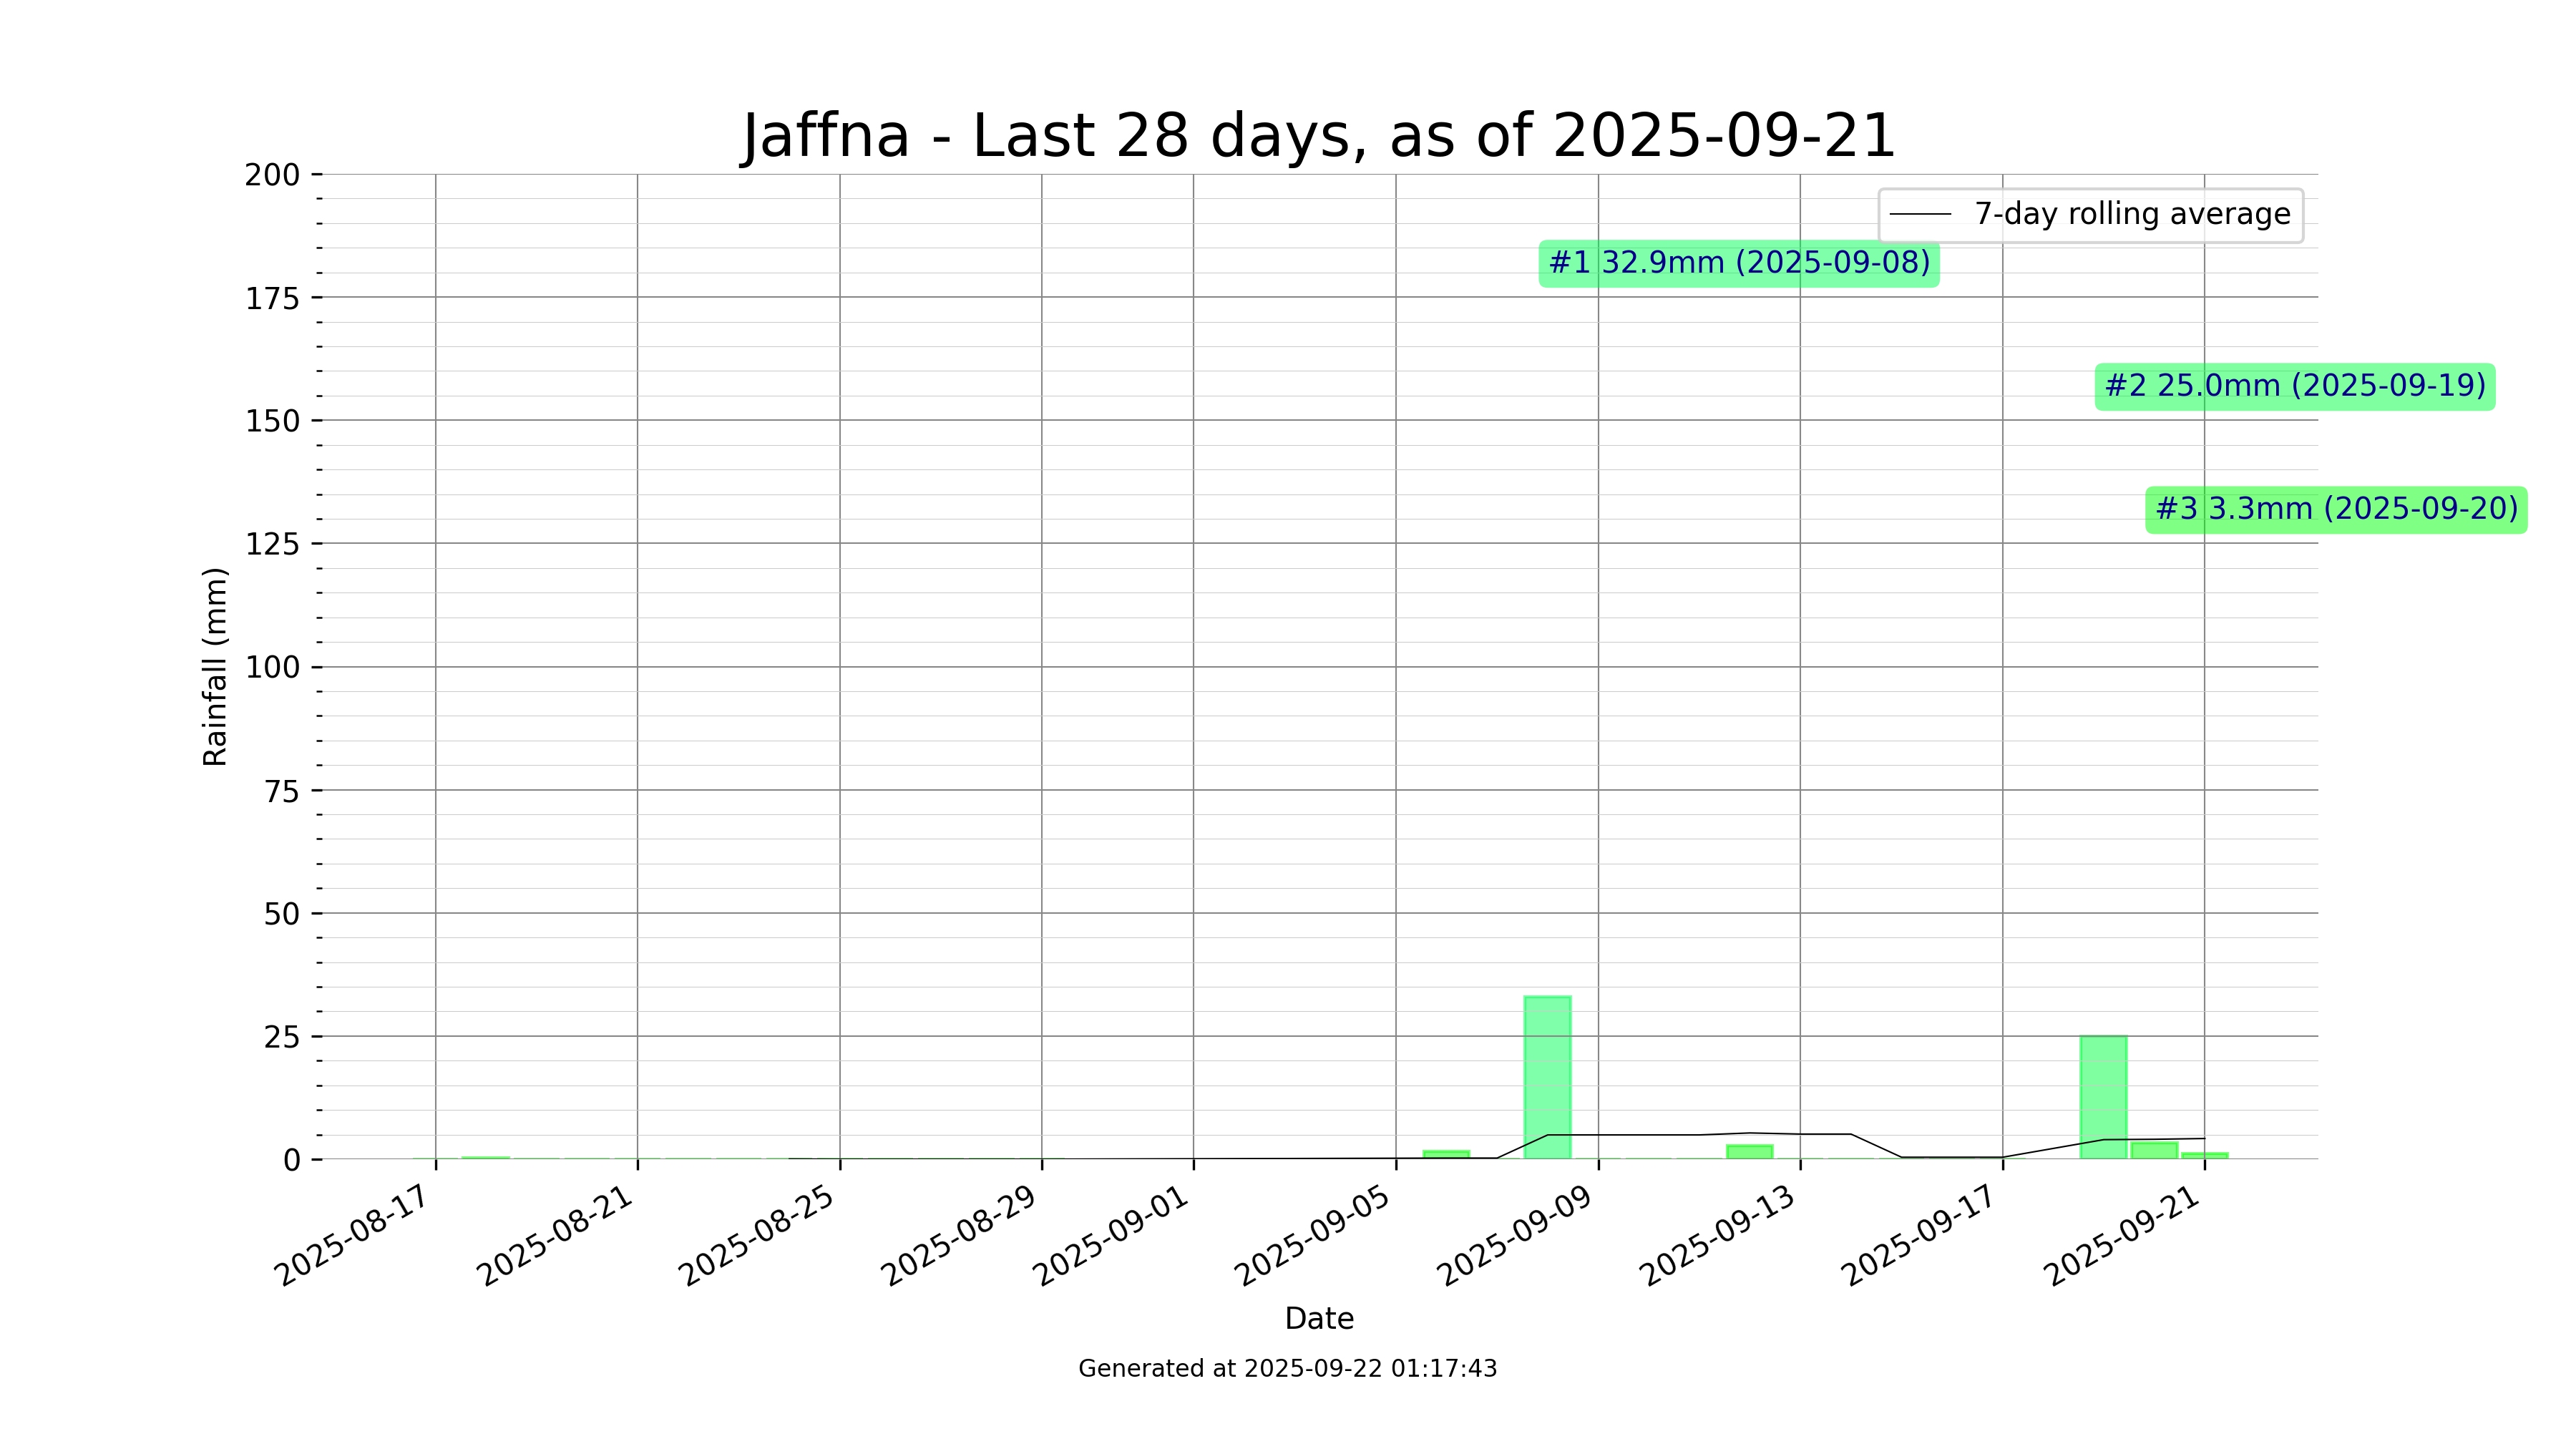 Jaffna - Last 28 days, as of 2025-09-21
200
175
150
125
100
75
50
25
0
Rainfall (mm)
7-day rolling average
#1 32.9mm (2025-09-08)
#2 25.0mm (2025-09-19)
#3 3.3mm (2025-09-20)
2025-08-17
2025-08-21
2025-08-25
2025-08-29
2025-09-01
2025-09-05
2025-09-09
2025-09-13
2025-09-17
2025-09-21
Date
Generated at 2025-09-22 01:17:43